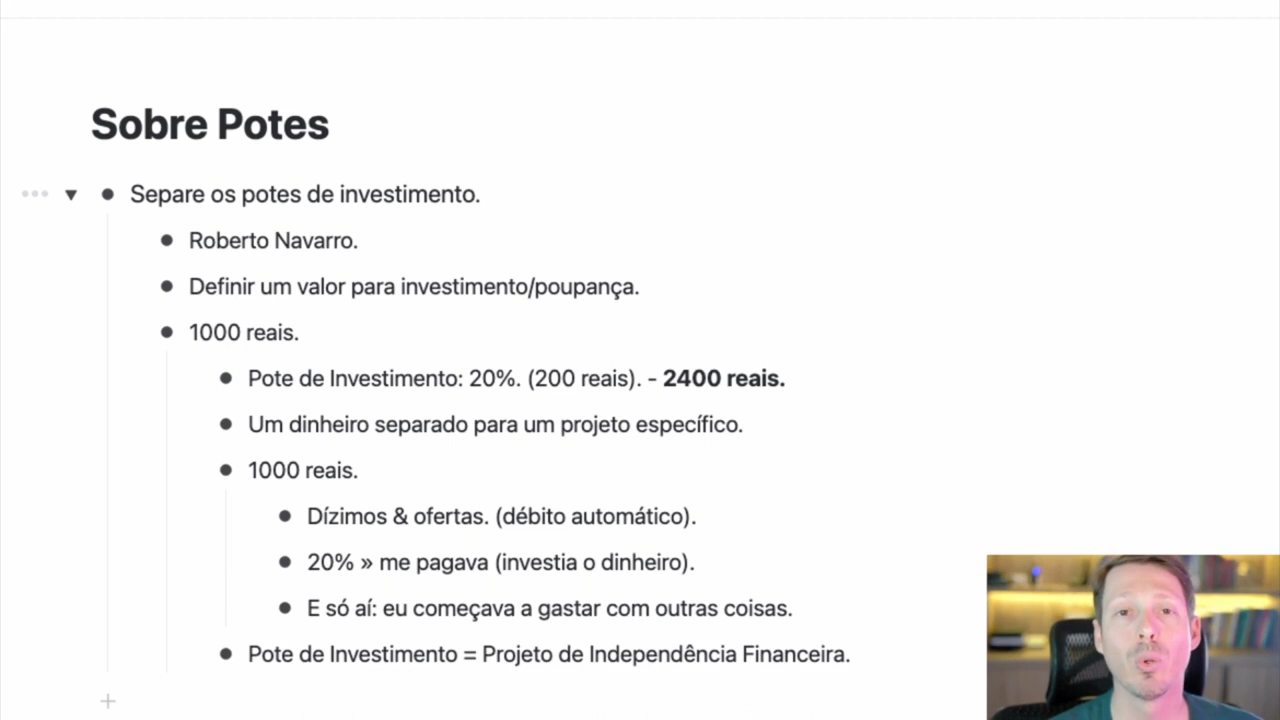 Sobre Potes
Separe os potes de investimento.
Roberto Navarro.
Definir um valor para investimento/poupança.
1000 reais.
Pote de Investimento: 20%. (200 reais). - 2400 reais.
Um dinheiro separado para um projeto específico.
1000 reais.
Dízimos & ofertas. (débito automático).
20% » me pagava (investia o dinheiro).
E só aí: eu começava a gastar com outras coisas.
Pote de Investimento = Projeto de Independência Financeira.